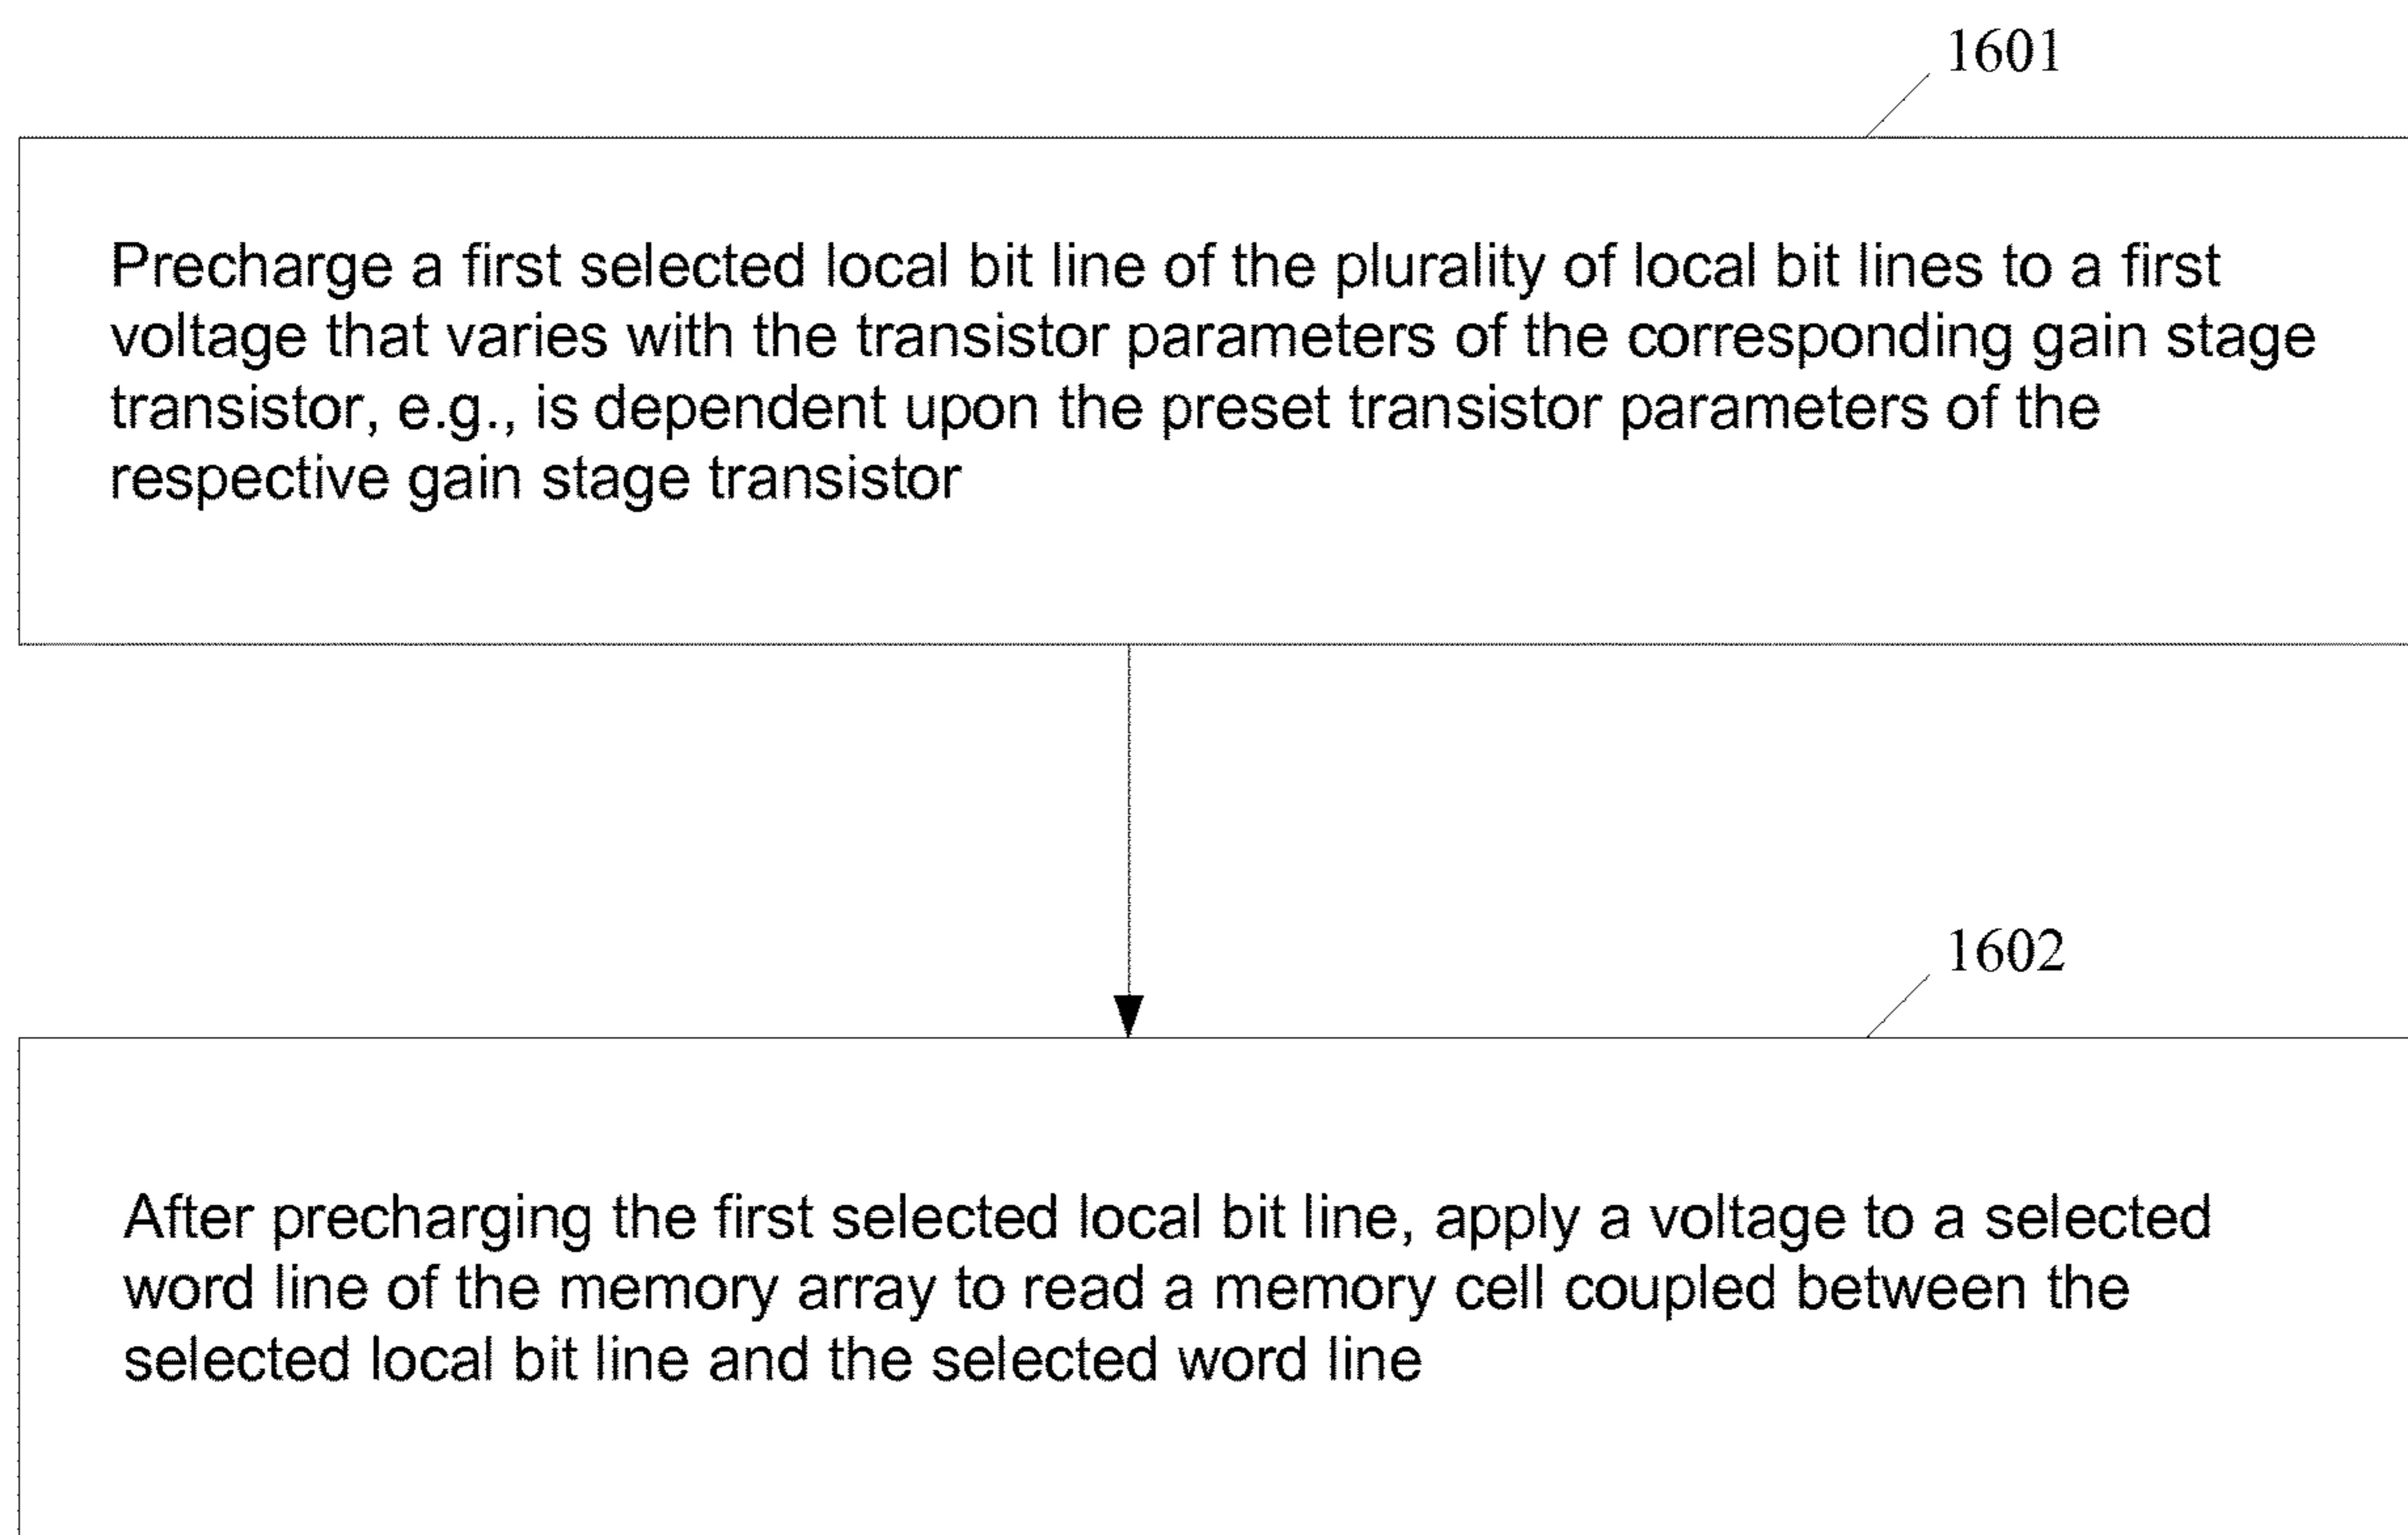 1601
Precharge a first selected local bit line of the plurality of local bit lines to a first
voltage that varies with the transistor parameters of the corresponding gain stage
transistor, e.g., is dependent upon the preset transistor parameters of the
respective gain stage transistor
1602
After precharging the first selected local bit line, apply a voltage to a selected
word line of the memory array to read a memory cell coupled between the
selected local bit line and the selected word line